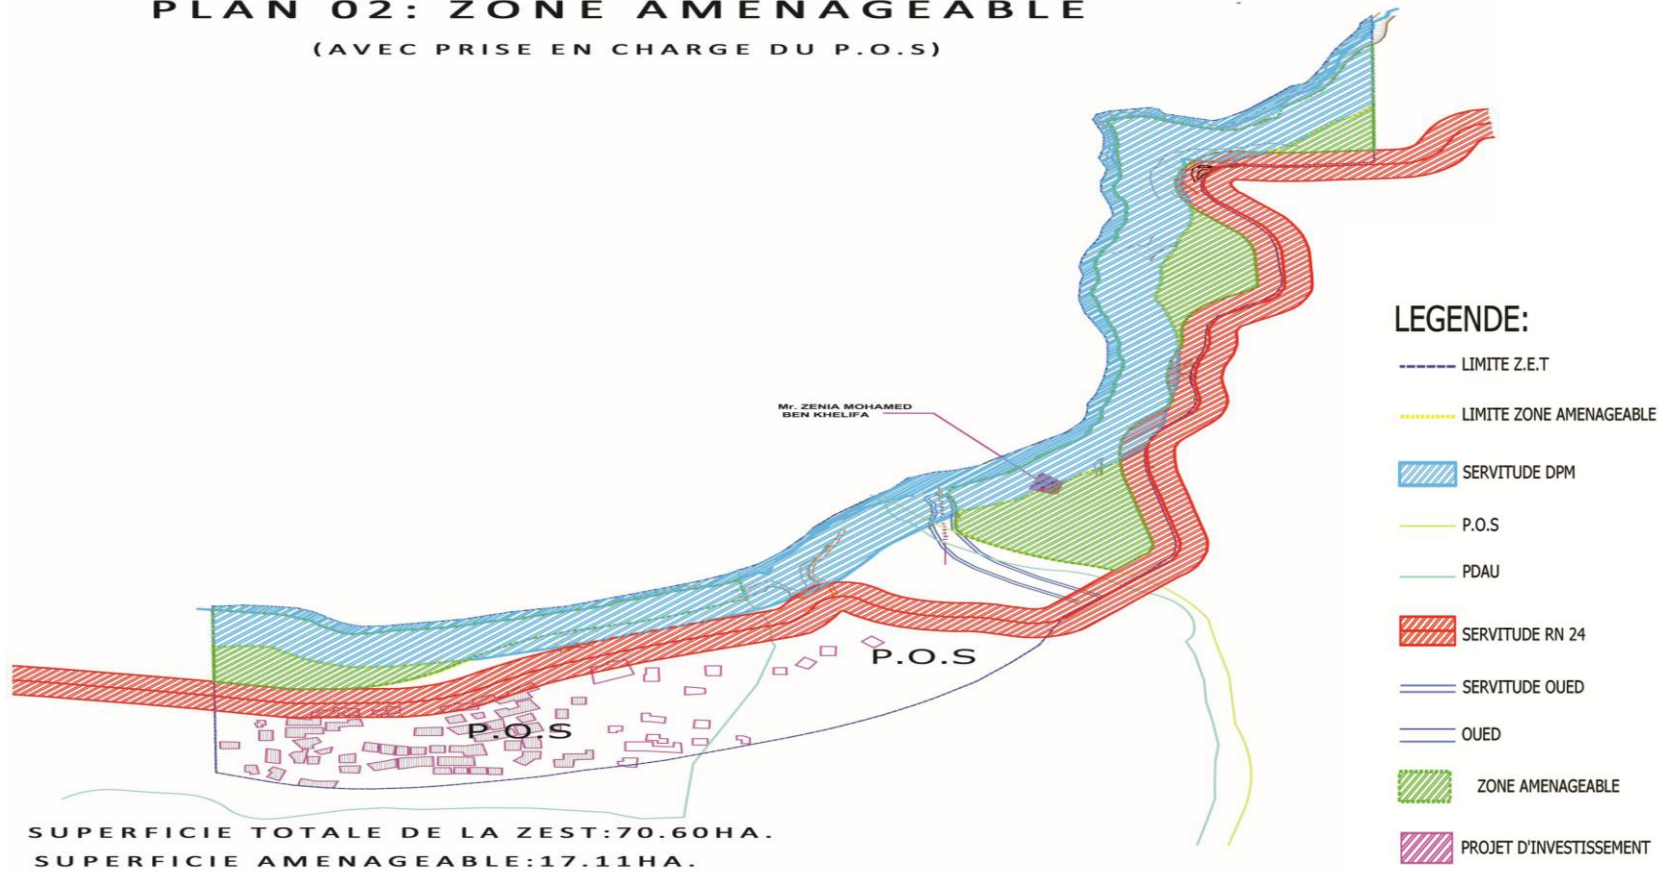 PLAN 02: ZONE AMENAGEABLE
(AVEC PRISE EN CHARGE DU P.O.S)
Mr. ZENIA MOHAMED
BEN KHELIFA
P.O.S
P.O.S
LEGENDE:
LIMITE Z.E.T
LIMITE ZONE AMENAGEABLE
SERVITUDE DPM
P.O.S
PDAU
SERVITUDE RN 24
SERVITUDE OUED
OUED
ZONE AMENAGEABLE
PROJET D'INVESTISSEMENT
SUPERFICIE TOTALE DE LA ZEST:70.60HA.
SUPERFICIE AMENAGEABLE:17.11HA.